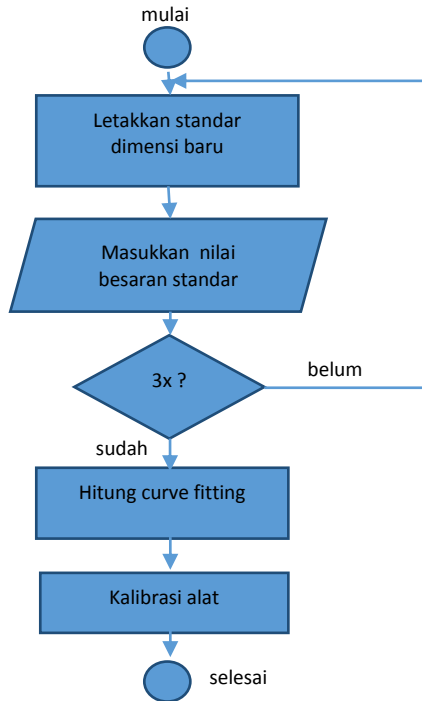 mulai
Letakkan standar
dimensi baru
Masukkan nilai
besaran standar
3x ?
belum
sudah
Hitung curve fitting
Kalibrasi alat
selesai